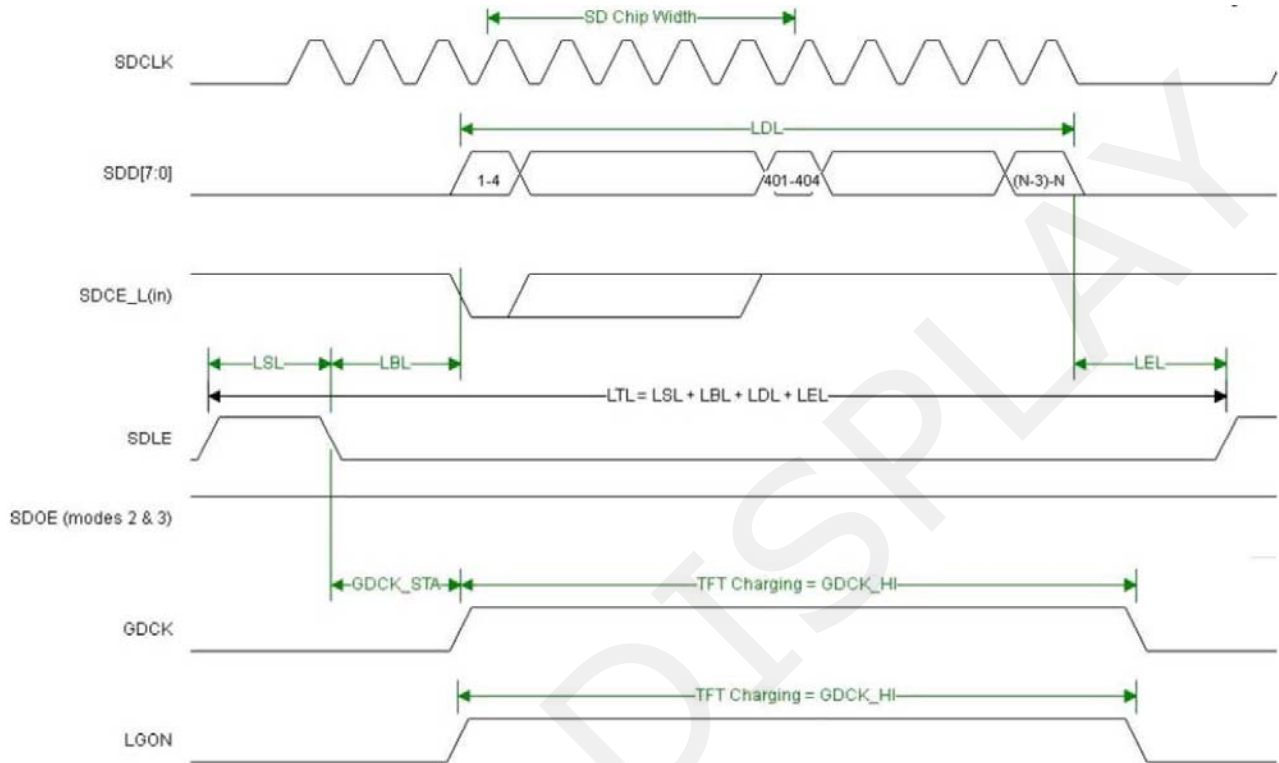 SD Chip Width
SDCLK
LDL
SDD[7:0]
1-4
401-404
(N-3)-N
SDCE_L(in)
LSL
LBL
LEL
LTL = LSL + LBL + LDL + LEL
SDLE
SDOE (modes 2 & 3)
GDCK_STA
TFT Charging = GDCK_HI
GDCK
TFT Charging = GDCK_HI
LGON
DISPLAY